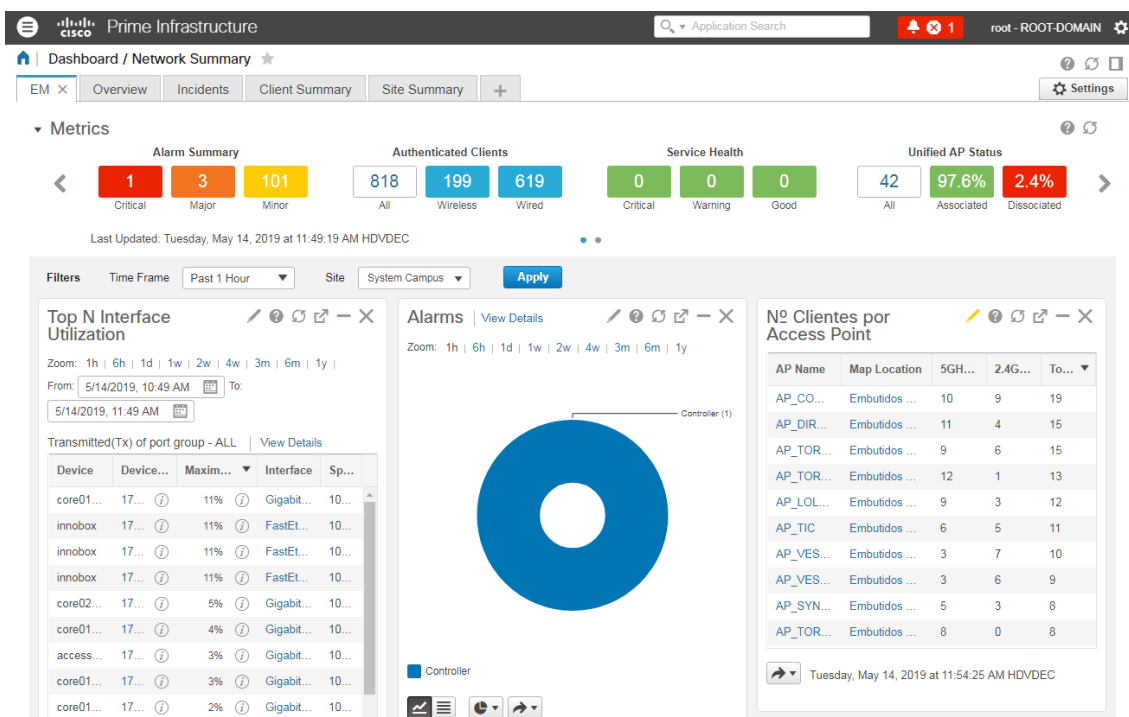 cisco Prime Infrastructure Application Search 1 root - ROOT-DOMAIN
Dashboard / Network Summary
EM Overview Incidents Client Summary Site Summary + Settings
Metrics
Alarm Summary Authenticated Clients Service Health Unified AP Status
1 3 101 818 199 619 0 0 0 42 97.6% 2.4%
Critical Major Minor All Wireless Wired Critical Warning Good All Associated Dissociated
Last Updated: Tuesday, May 14, 2019 at 11:49:19 AM HDVDEC
Filters Time Frame Past 1 Hour Site System Campus Apply
Top N Interface
Utilization
Zoom: 1h | 6h | 1d | 1w | 2w | 4w | 3m | 6m | 1y |
From: 5/14/2019, 10:49 AM To:
5/14/2019, 11:49 AM
Transmitted(Tx) of port group - ALL | View Details
Device Device... Maxim... Interface Sp...
core01... 17... 11% Gigabit... 10...
innobox 17... 11% FastEt... 10...
innobox 17... 11% FastEt... 10...
innobox 17... 11% FastEt... 10...
core02... 17... 5% Gigabit... 10...
core01... 17... 4% Gigabit... 10...
access... 17... 3% Gigabit... 10...
core01... 17... 3% Gigabit... 10...
core01... 17... 2% Gigabit... 10...
Alarms | View Details
Zoom: 1h | 6h | 1d | 1w | 2w | 4w | 3m | 6m | 1y
Controller (1)
Controller
Nº Clientes por
Access Point
AP Name Map Location 5GH... 2.4G... To...
AP_CO... Embutidos ... 10 9 19
AP_DIR... Embutidos ... 11 4 15
AP_TOR... Embutidos ... 9 6 15
AP_TOR... Embutidos ... 12 1 13
AP_LOL... Embutidos ... 9 3 12
AP_TIC Embutidos ... 6 5 11
AP_VES... Embutidos ... 3 7 10
AP_VES... Embutidos ... 3 6 9
AP_SYN... Embutidos ... 5 3 8
AP_TOR... Embutidos ... 8 0 8
Tuesday, May 14, 2019 at 11:54:25 AM HDVDEC